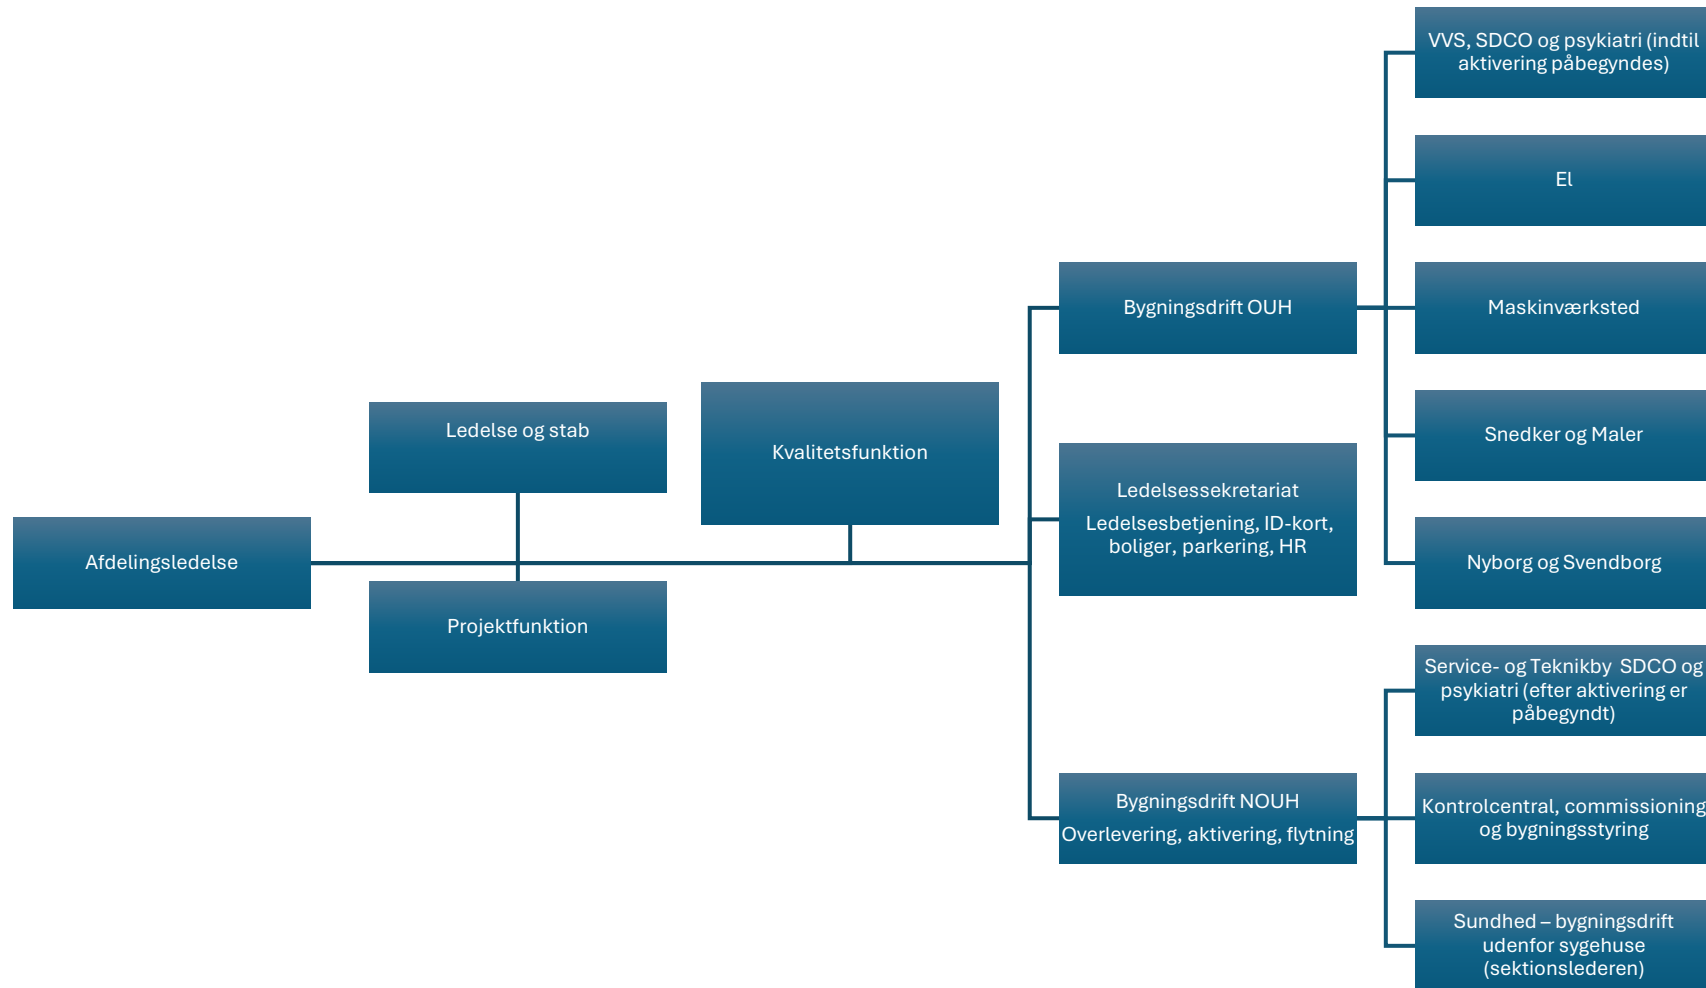 Afdelingsledelse
Ledelse og stab
Projektfunktion
Kvalitetsfunktion
Bygningsdrift OUH
VVS, SDCO og psykiatri (indtil
aktivering påbegyndes)
El
Maskinværksted
Snedker og Maler
Nyborg og Svendborg
Ledelsessekretariat
Ledelsesbetjening, ID-kort,
boliger, parkering, HR
Bygningsdrift NOUH
Overlevering, aktivering, flytning
Service- og Teknikby SDCO og
psykiatri (efter aktivering er
påbegyndt)
Kontrolcentral, commissioning
og bygningsstyring
Sundhed – bygningsdrift
udenfor sygehuse
(sektionslederen)